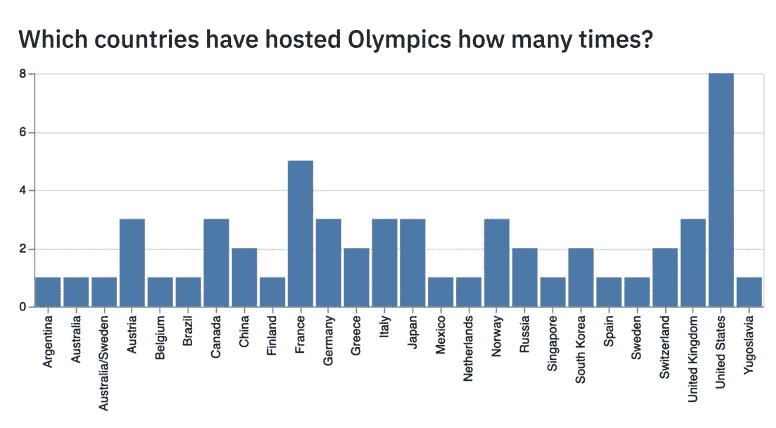 Which countries have hosted Olympics how many times?
8
6
4
2
0
Argentina
Australia
Australia/Sweden
Austria
Belgium
Brazil
Canada
China
Finland
France
Germany
Greece
Italy
Japan
Mexico
Netherlands
Norway
Russia
Singapore
South Korea
Spain
Sweden
Switzerland
United Kingdom
United States
Yugoslavia